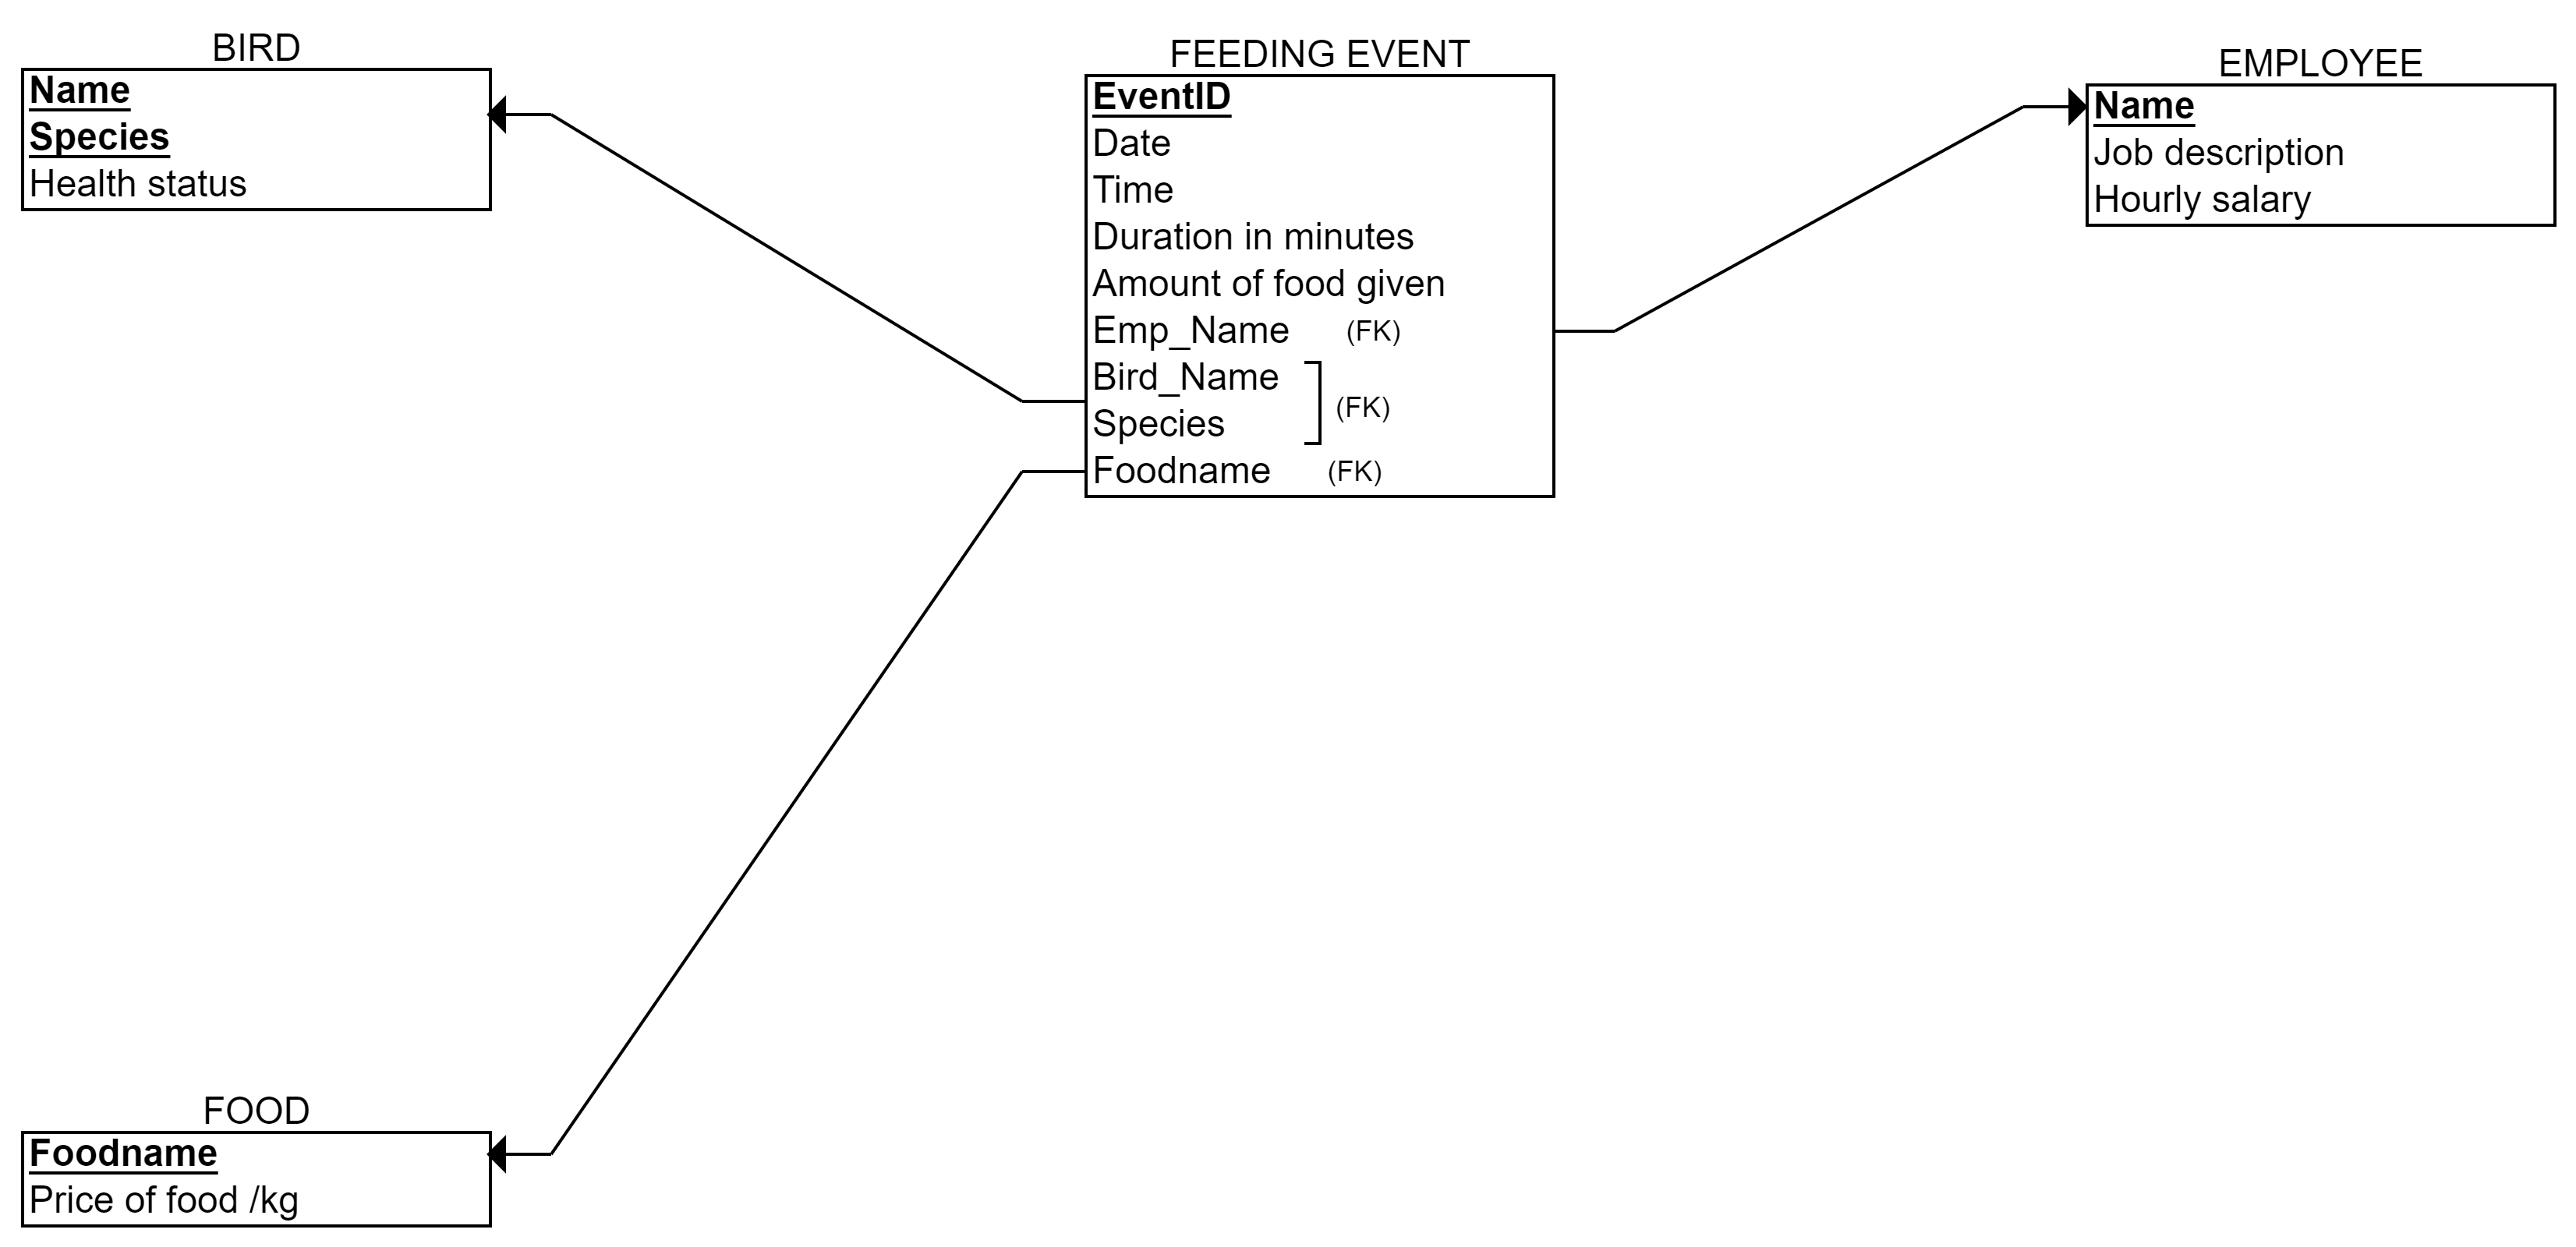 BIRD
Name
Species
Health status
FEEDING EVENT
EventID
Date
Time
Duration in minutes
Amount of food given
Emp_Name (FK)
Bird_Name
Species
(FK)
Foodname (FK)
EMPLOYEE
Name
Job description
Hourly salary
FOOD
Foodname
Price of food /kg